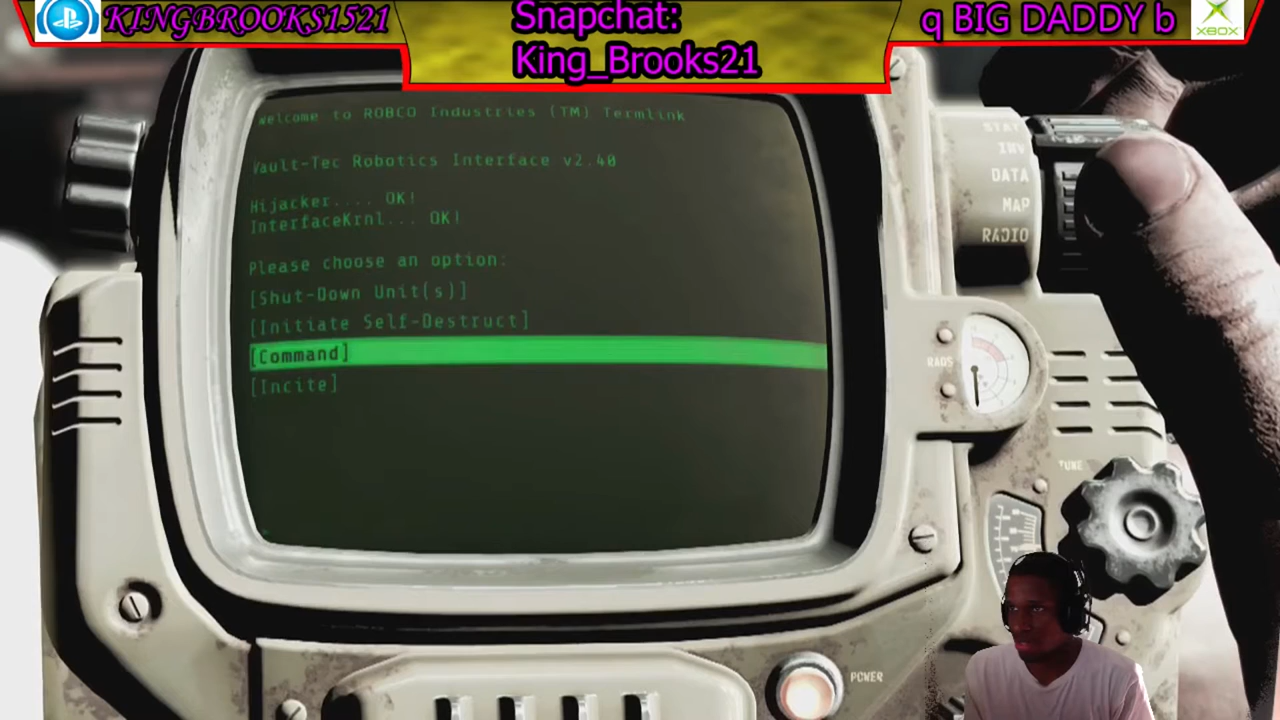 KINGBROOKS1521
Snapchat:
King_Brooks21
q BIG DADDY b
XBOX
Welcome to ROBCO Industries (TM) Termlink
Vault-Tec Robotics Interface v2.40
Hijacker.... OK!
InterfaceKrnl... OK!
Please choose an option:
[Shut-Down Unit(s)]
[Initiate Self-Destruct]
[Command]
[Incite]
STAT
INV
DATA
MAP
RADIO
RADS
TUNE
POWER